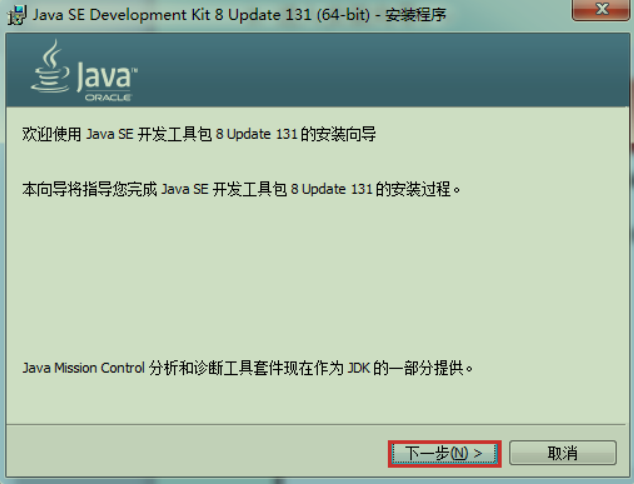 Java SE Development Kit 8 Update 131 (64-bit) - 安装程序
Java™
ORACLE
欢迎使用 Java SE 开发工具包 8 Update 131 的安装向导
本向导将指导您完成 Java SE 开发工具包 8 Update 131 的安装过程。
Java Mission Control 分析和诊断工具套件现在作为 JDK 的一部分提供。
下一步(N) > 取消